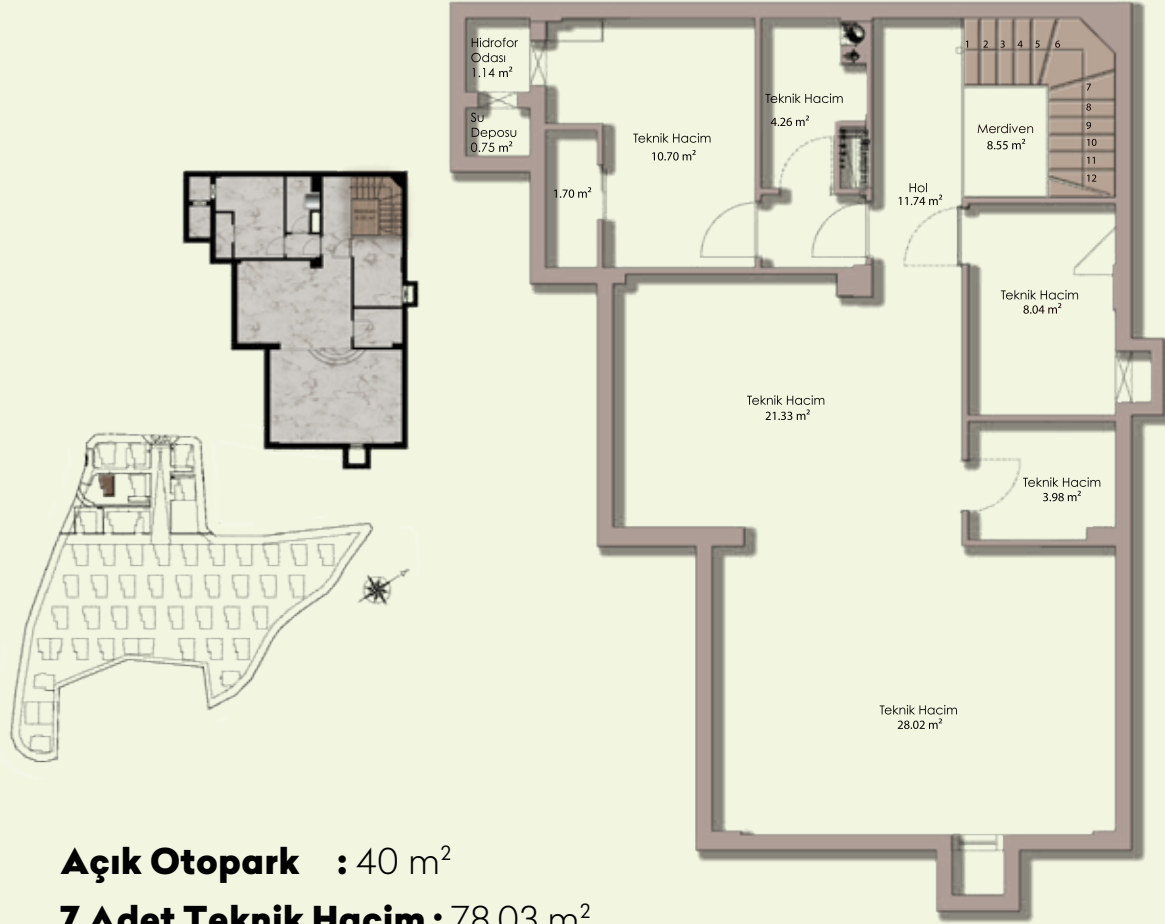 Hidrofor
Odası
1.14 m²
Su
Deposu
0.75 m²
Teknik Hacim
10.70 m²
1.70 m²
Teknik Hacim
4.26 m²
Hol
11.74 m²
1 2 3 4 5 6
7
8
9
10
11
12
Merdiven
8.55 m²
Teknik Hacim
8.04 m²
Teknik Hacim
21.33 m²
Teknik Hacim
3.98 m²
Teknik Hacim
28.02 m²
Açık Otopark : 40 m²
7 Adet Teknik Hacim : 78.03 m²